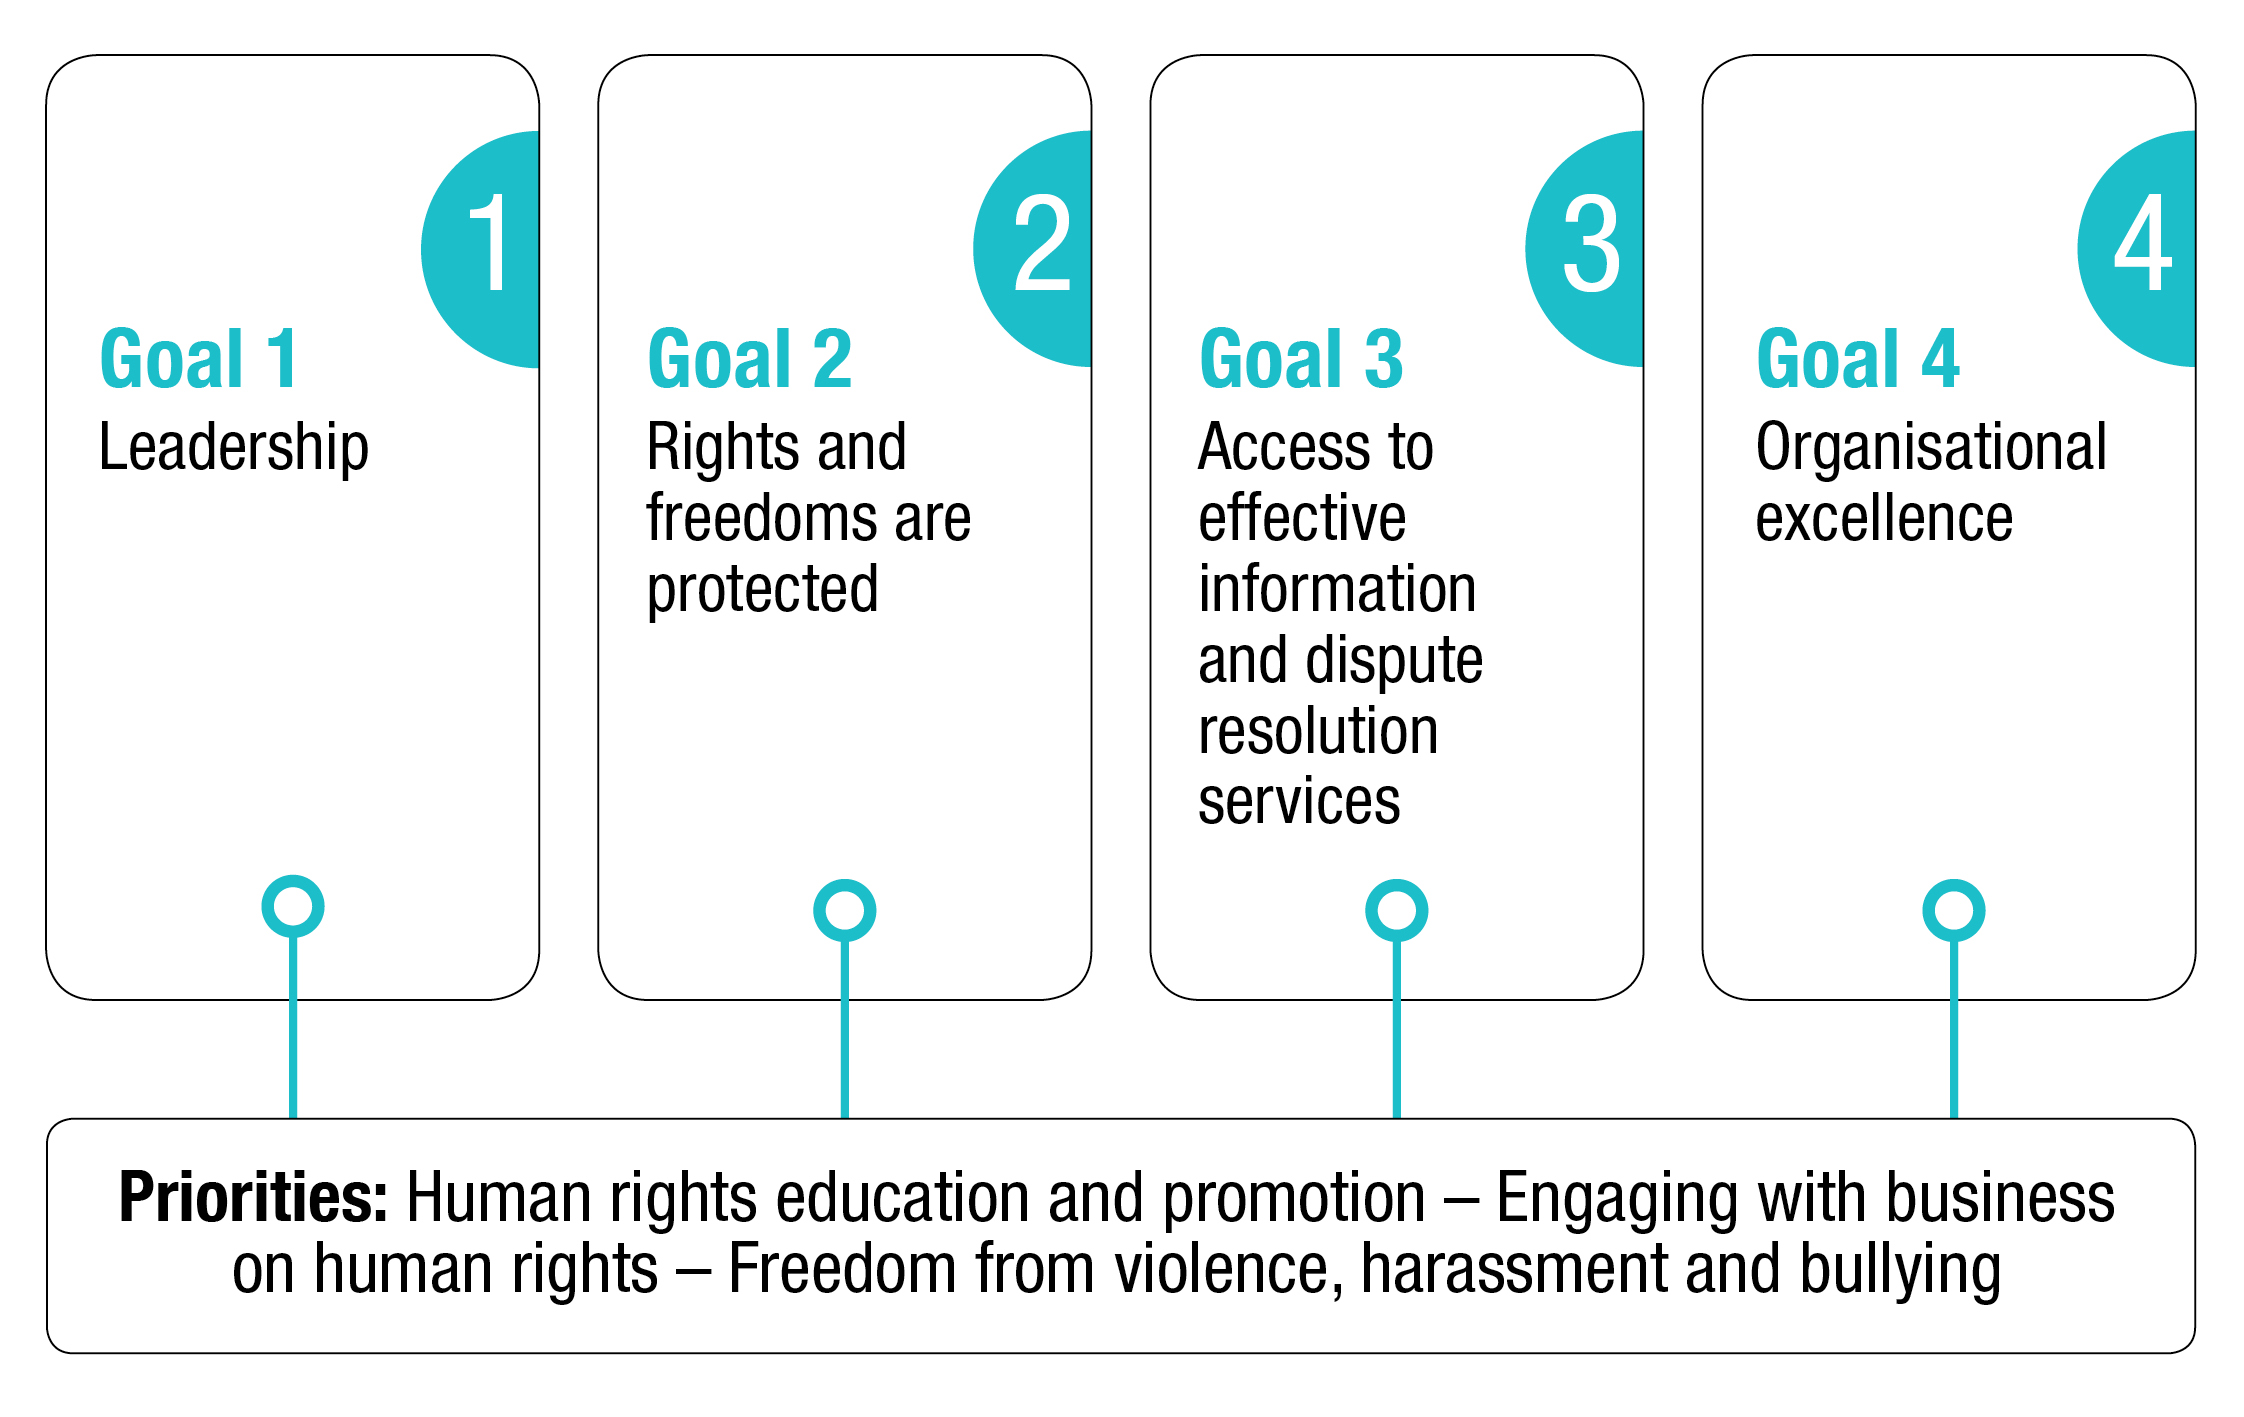 1
Goal 1
Leadership
2
Goal 2
Rights and
freedoms are
protected
3
Goal 3
Access to
effective
information
and dispute
resolution
services
4
Goal 4
Organisational
excellence
Priorities: Human rights education and promotion – Engaging with business
on human rights – Freedom from violence, harassment and bullying